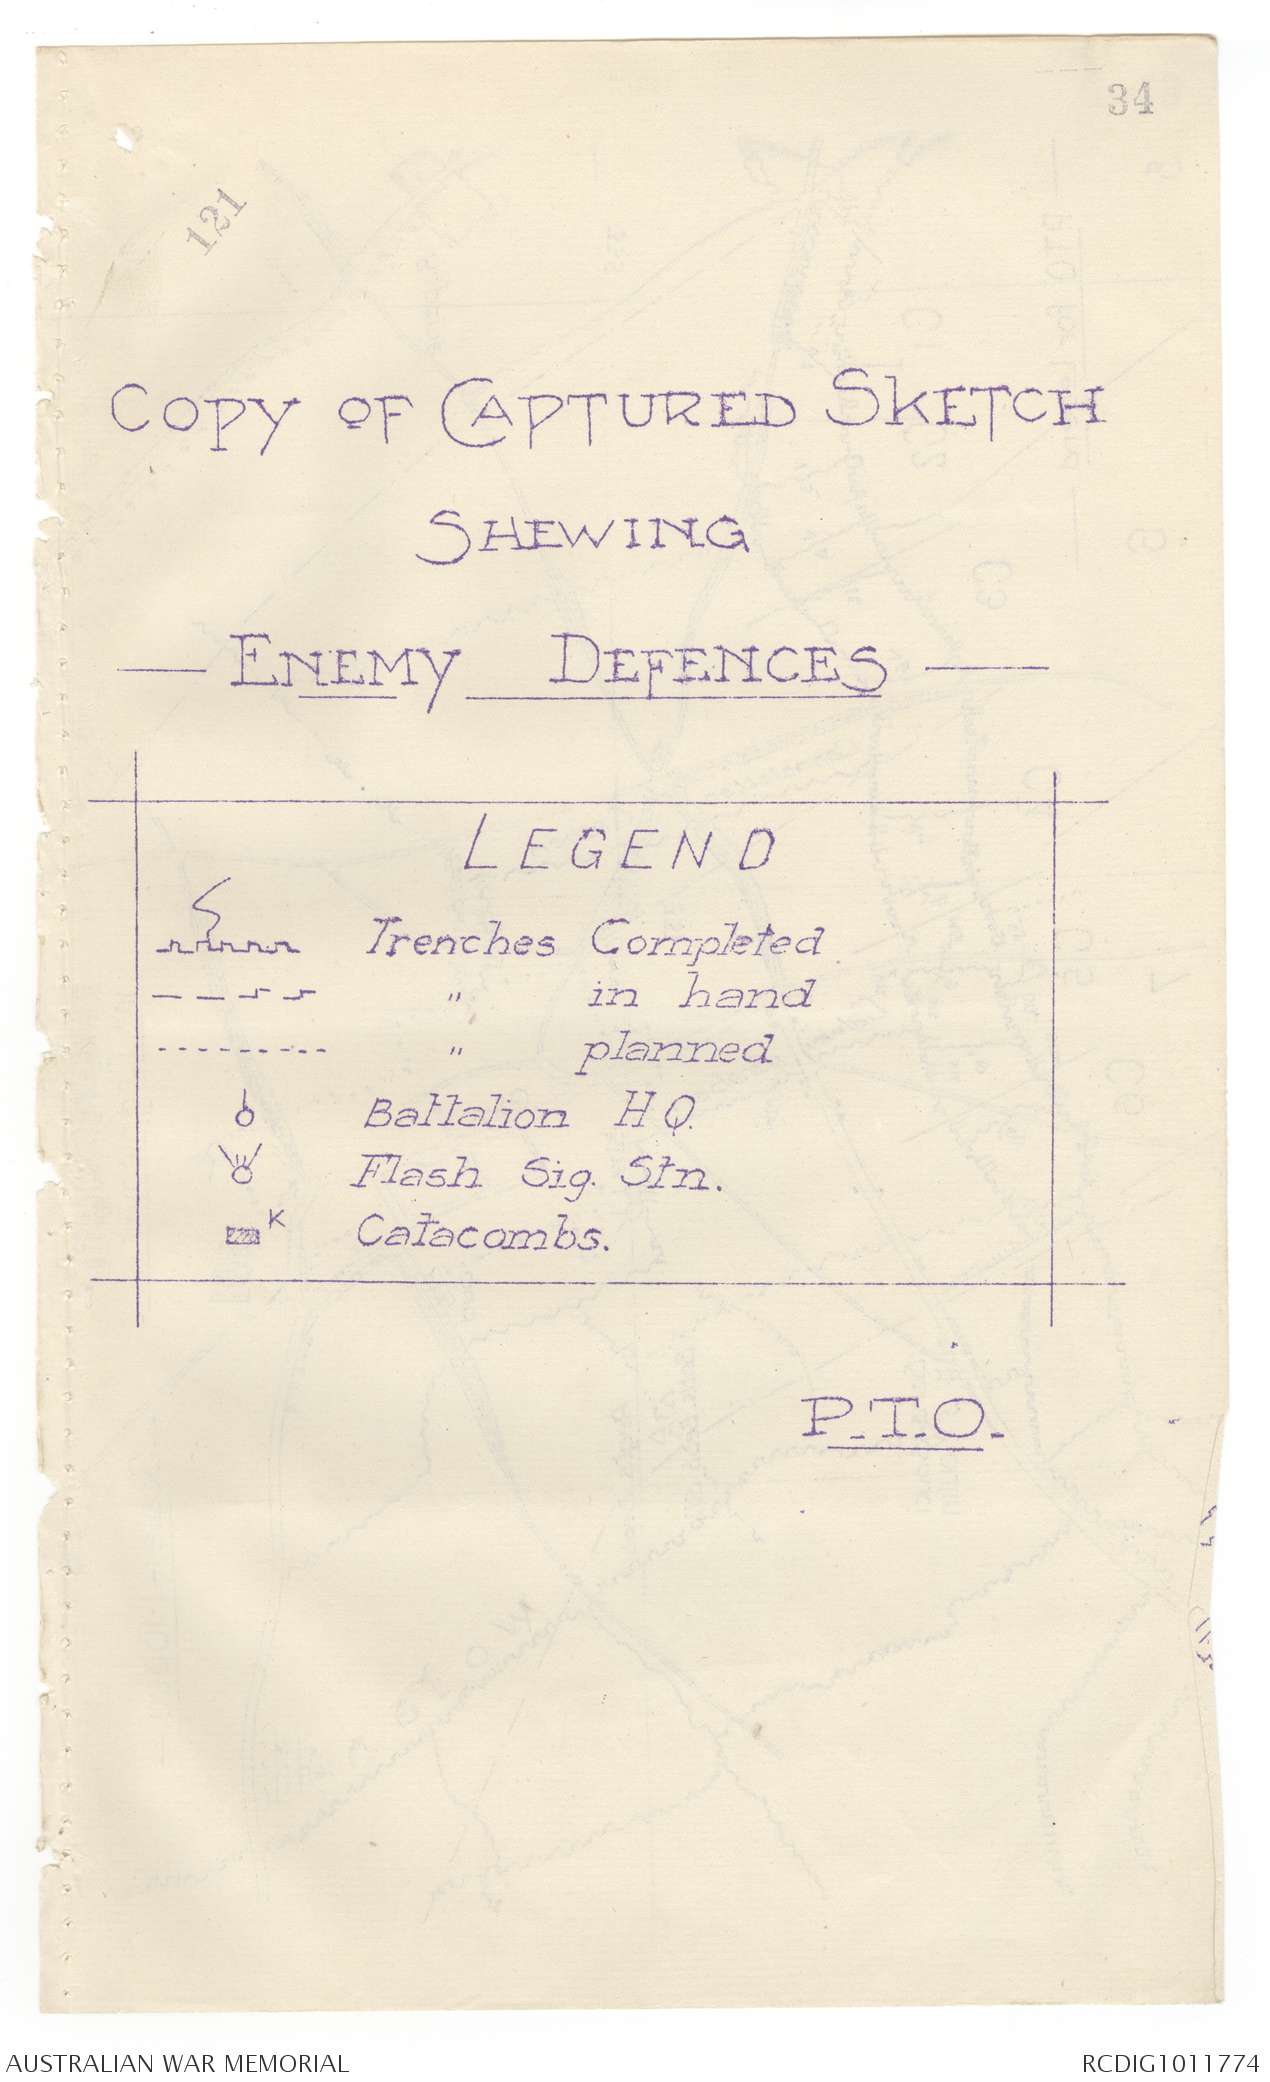 34
121
COPY OF CAPTURED SKETCH
SHEWING
ENEMY DEFENCES
LEGEND
Trenches Completed
" in hand
" planned
Battalion H Q.
Flash Sig. Stn.
K Catacombs.
P.T.O.
AUSTRALIAN WAR MEMORIAL RCDIG1011774